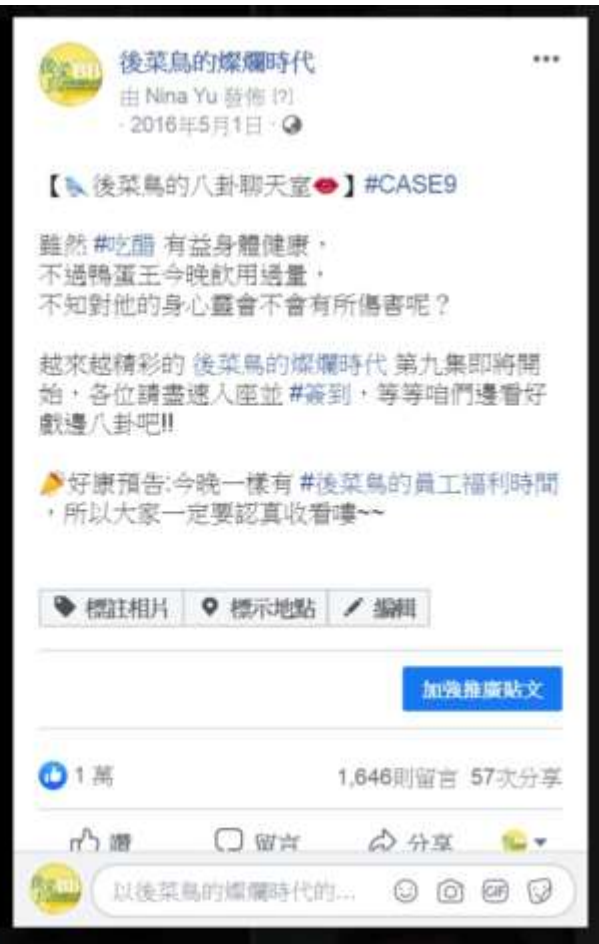 後菜鳥的燦爛時代
由 Nina Yu 發佈 [?]
· 2016年5月1日 ·
【後菜鳥的八卦聊天室】#CASE9
雖然 #吃醋 有益身體健康，
不過鴨蛋王今晚飲用過量，
不知對他的身心靈會不會有所傷害呢？
越來越精彩的 後菜鳥的燦爛時代 第九集即將開
始，各位請盡速入座並 #簽到，等等咱們邊看好
戲邊八卦吧!!
好康預告:今晚一樣有 #後菜鳥的員工福利時間
，所以大家一定要認真收看嘍~~
標註相片 標示地點 編輯
加強推廣貼文
1 萬 1,646則留言 57次分享
讚 留言 分享
以後菜鳥的燦爛時代的... GIF